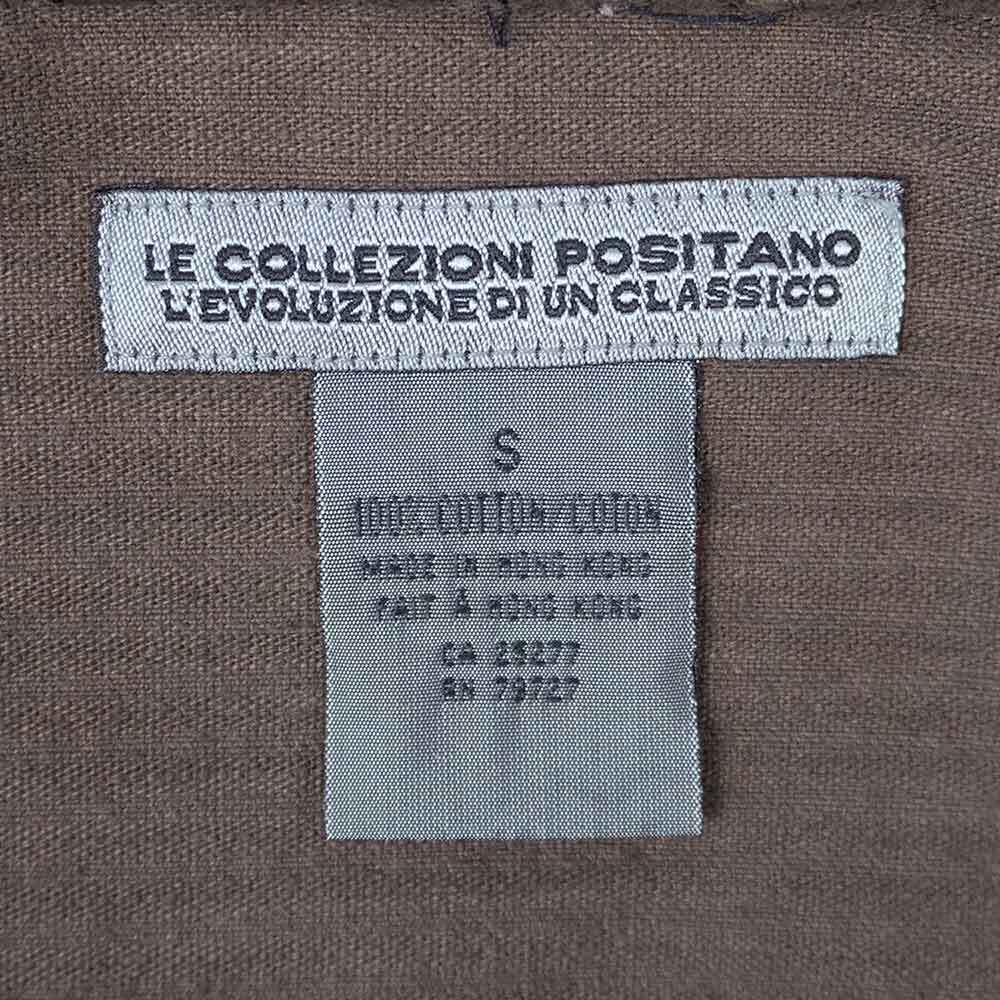 LE COLLEZIONI POSITANO
L'EVOLUZIONE DI UN CLASSICO
S
100% COTTON/COTON
MADE IN HONG KONG
FAIT À HONG KONG
CA 25277
RN 79727